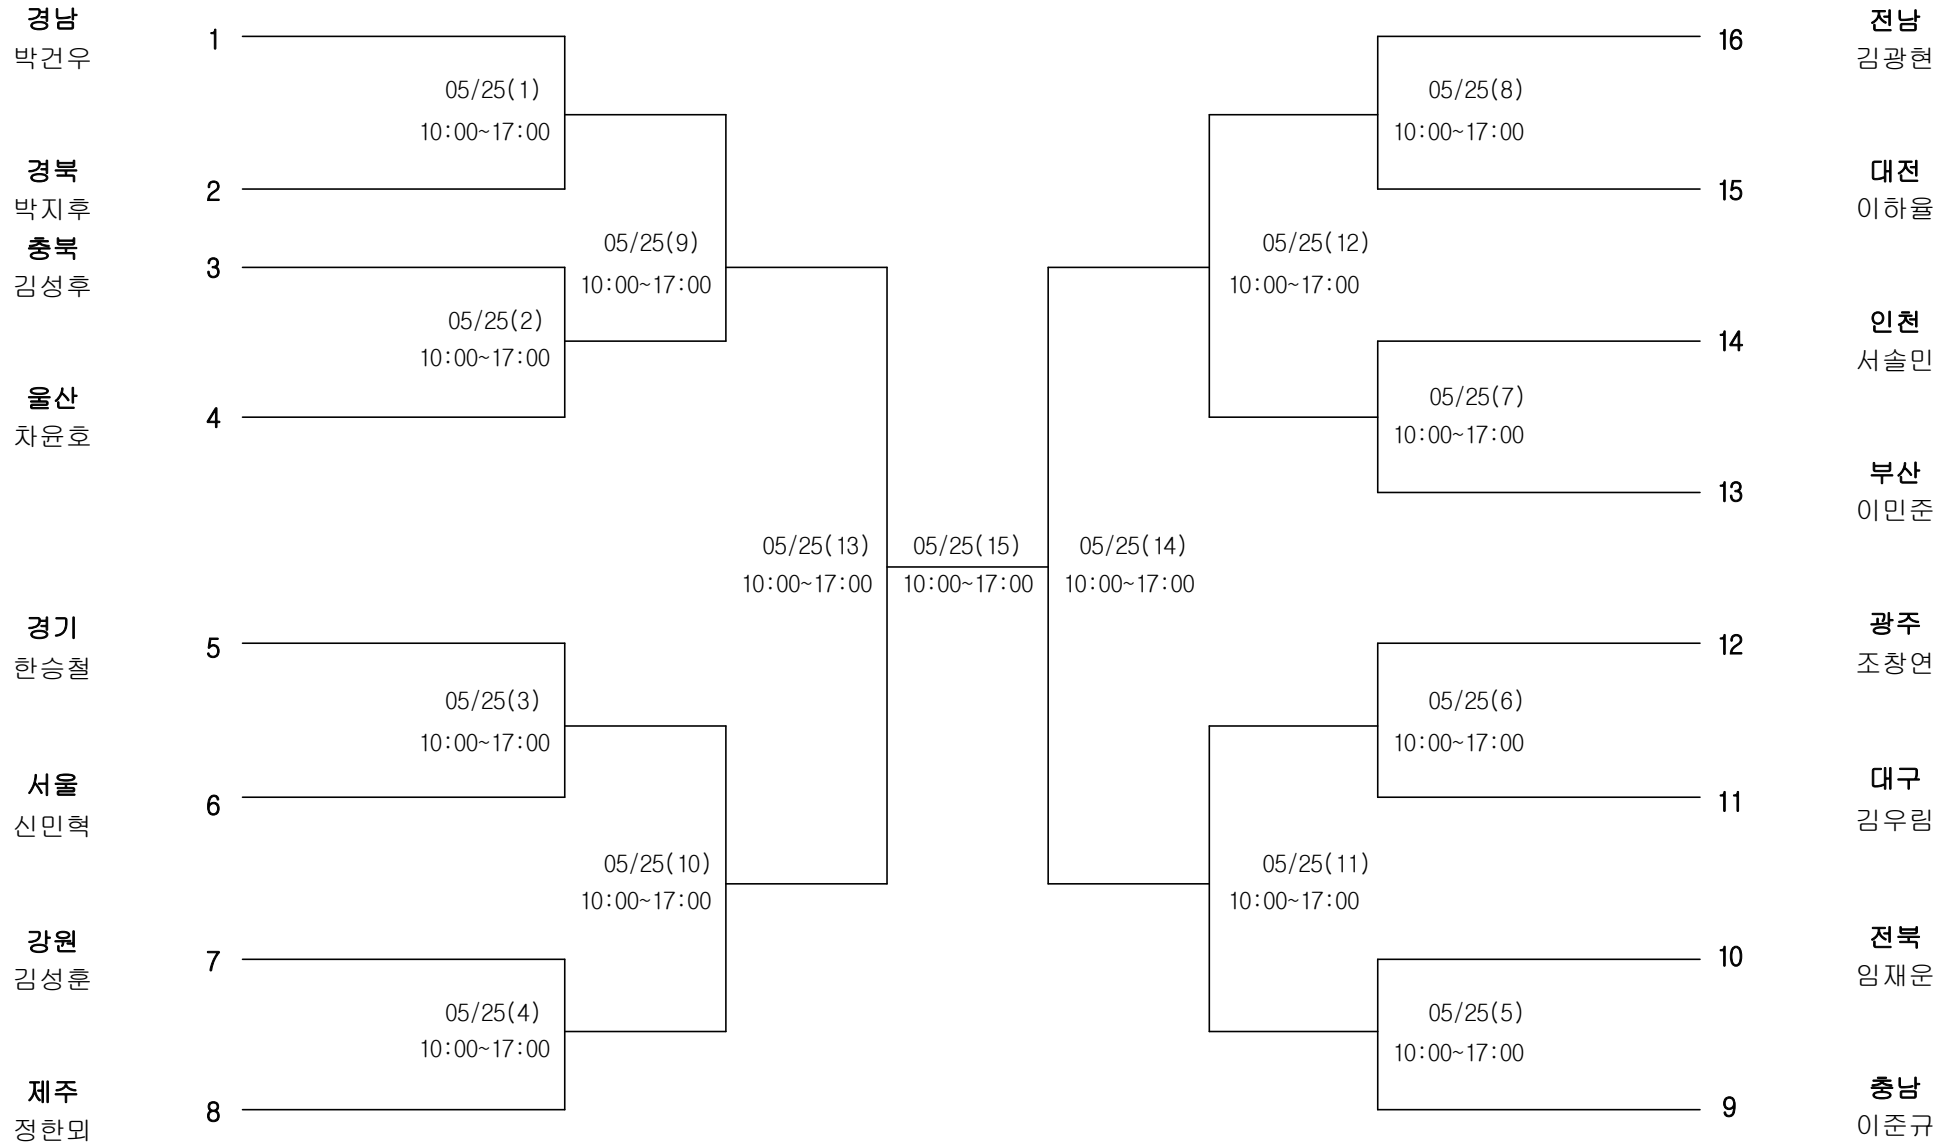 경남
박건우
1
05/25(1)
10:00~17:00
경북
박지후
2
충북
김성후
3
05/25(9)
10:00~17:00
05/25(2)
10:00~17:00
울산
차윤호
4
05/25(13)
10:00~17:00
경기
한승철
5
05/25(3)
10:00~17:00
서울
신민혁
6
05/25(10)
10:00~17:00
강원
김성훈
7
05/25(4)
10:00~17:00
제주
정한뫼
8
05/25(15)
10:00~17:00
전남
김광현
16
05/25(8)
10:00~17:00
대전
이하율
15
05/25(12)
10:00~17:00
인천
서솔민
14
05/25(7)
10:00~17:00
부산
이민준
13
05/25(14)
10:00~17:00
광주
조창연
12
05/25(6)
10:00~17:00
대구
김우림
11
05/25(11)
10:00~17:00
전북
임재운
10
05/25(5)
10:00~17:00
충남
이준규
9